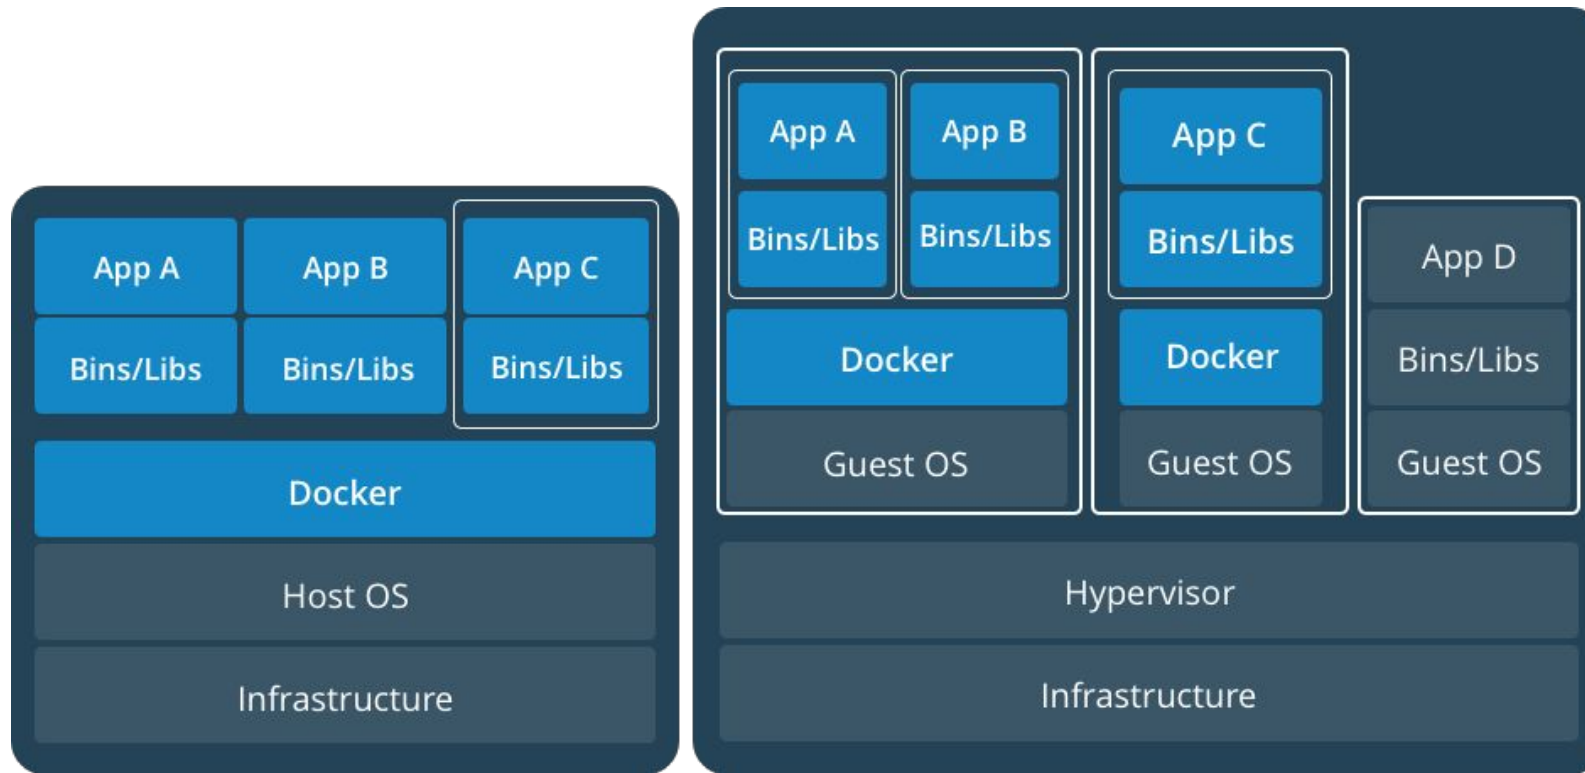 App A
App B
App C
Bins/Libs
Bins/Libs
Bins/Libs
Docker
Host OS
Infrastructure
App A
App B
App C
Bins/Libs
Bins/Libs
Bins/Libs
App D
Docker
Docker
Bins/Libs
Guest OS
Guest OS
Guest OS
Hypervisor
Infrastructure